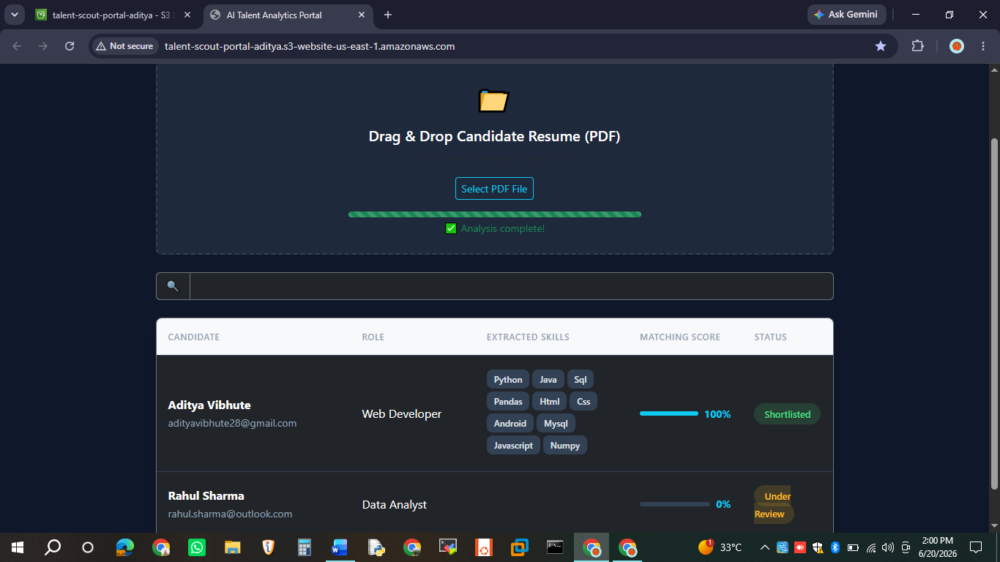 talent-scout-portal-aditya - S3
AI Talent Analytics Portal
Ask Gemini
Not secure
talent-scout-portal-aditya.s3-website-us-east-1.amazonaws.com
Drag & Drop Candidate Resume (PDF)
Select PDF File
Analysis complete!
CANDIDATE ROLE EXTRACTED SKILLS MATCHING SCORE STATUS
Python Java Sql
Pandas Html Css
Aditya Vibhute
Web Developer
100%
Shortlisted
adityavibhute28@gmail.com
Android Mysql
Javascript Numpy
Rahul Sharma
Data Analyst
0%
Under
Review
rahul.sharma@outlook.com
1
33°C
2:00 PM
6/20/2026